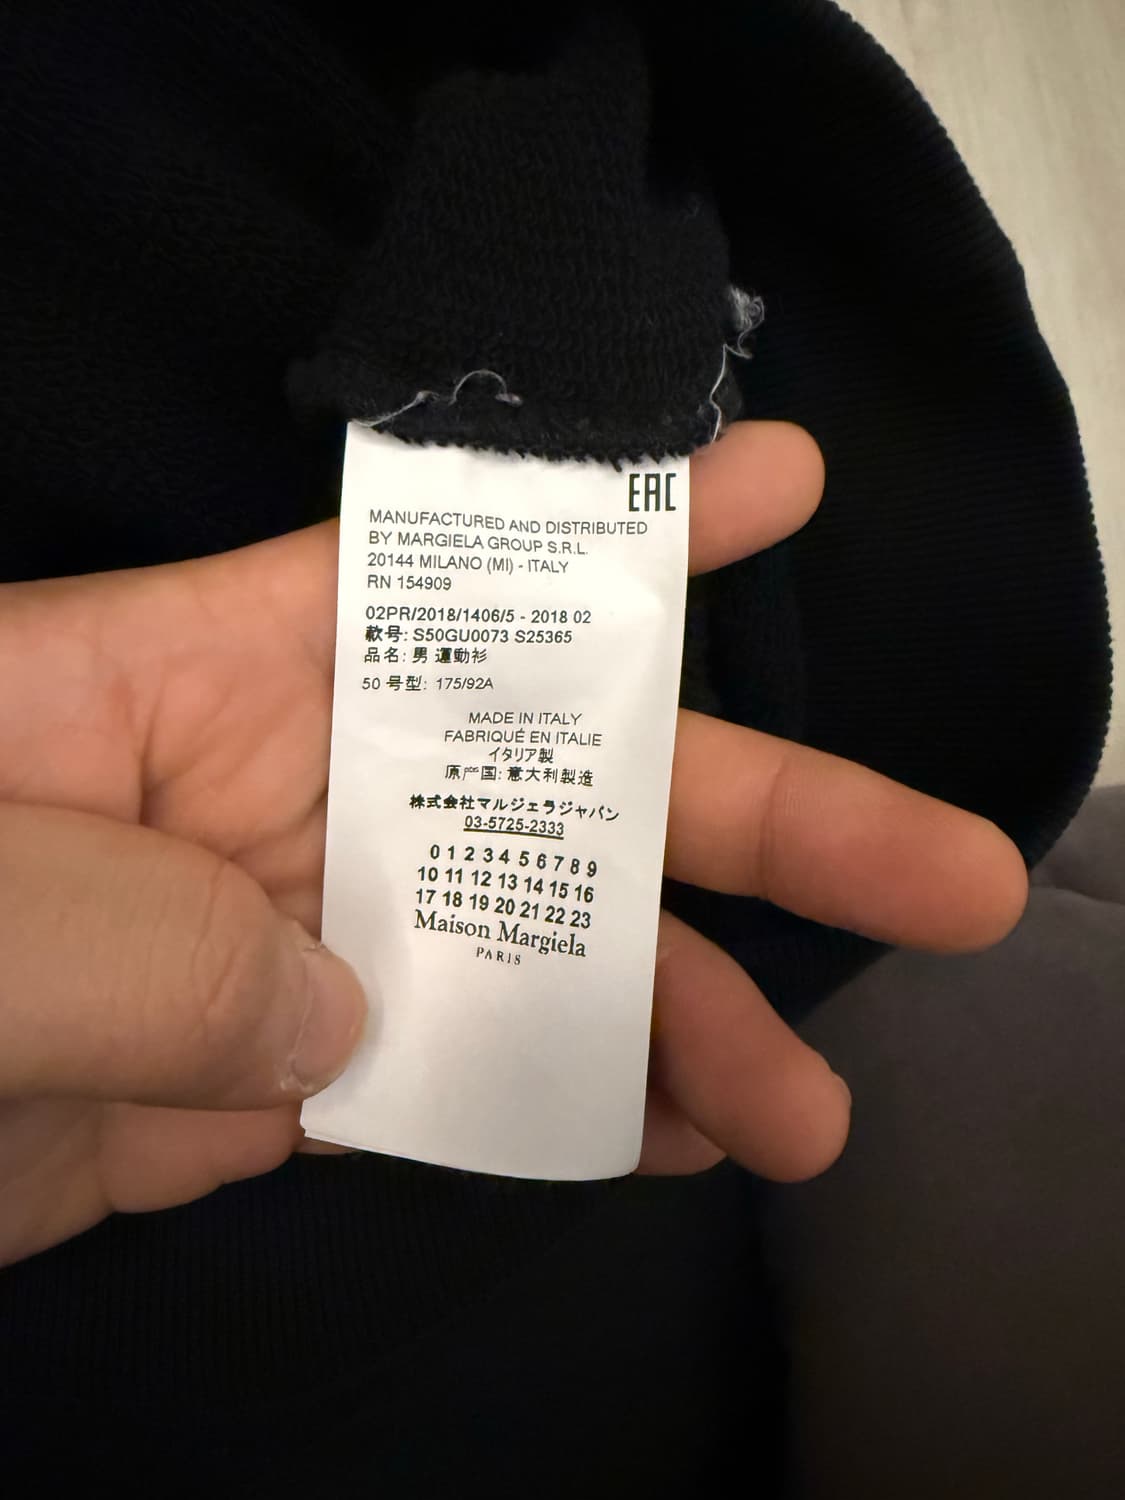 EAC
MANUFACTURED AND DISTRIBUTED
BY MARGIELA GROUP S.R.L.
20144 MILANO (MI) - ITALY
RN 154909
02PR/2018/1406/5 - 2018 02
款号: S50GU0073 S25365
品名: 男 運動衫
50 号型: 175/92A
MADE IN ITALY
FABRIQUÉ EN ITALIE
イタリア製
原产国: 意大利製造
株式会社マルジェラジャパン
03-5725-2333
0 1 2 3 4 5 6 7 8 9
10 11 12 13 14 15 16
17 18 19 20 21 22 23
Maison Margiela
PARIS